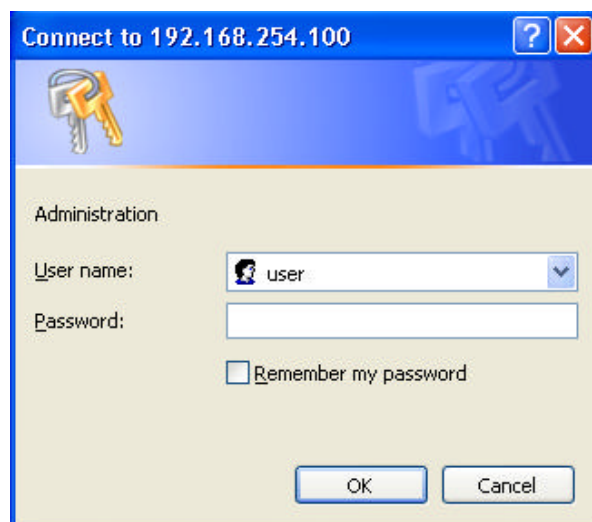 Connect to 192.168.254.100
Administration
User name:
user
Password:
Remember my password
OK
Cancel